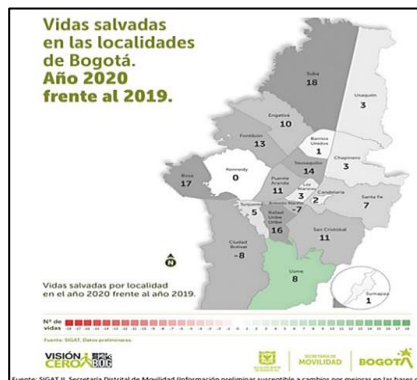 Vidas salvadas
en las localidades
de Bogotá.
Año 2020
frente al 2019.
Suba
18
Usaquén
3
Engativá
10
Fontibón
13
Barrios
Unidos
1
Chapinero
3
Teusaquillo
14
Bosa
17
Kennedy
0
Puente
Aranda
11
Los
Mártires
3
Candelaria
2
Santa Fe
7
Antonio Nariño
-7
Tunjuelito
5
Rafael
Uribe
Uribe
16
San Cristóbal
11
Ciudad
Bolívar
-8
Usme
8
Sumapaz
1
N
Vidas salvadas por localidad
en el año 2020 frente al año 2019.
Nº de
vidas
Fuente: SIGAT, Datos preliminares.
VISIÓN
CERO
BOG
SECRETARÍA DE
MOVILIDAD
BOGOTÁ
Fuente: SIGAT II. Secretaría Distrital de Movilidad (Información preliminar susceptible a cambios por mejoras en las bases